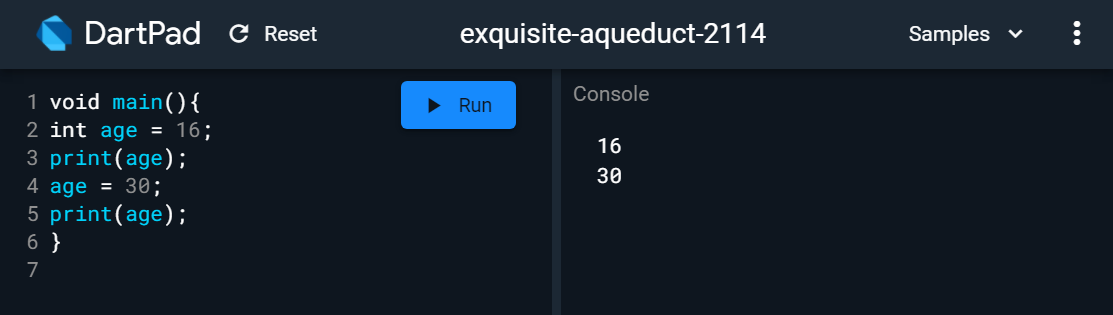 DartPad Reset exquisite-aqueduct-2114 Samples
1 void main(){
2 int age = 16;
3 print(age);
4 age = 30;
5 print(age);
6 }
7
Run
Console
16
30